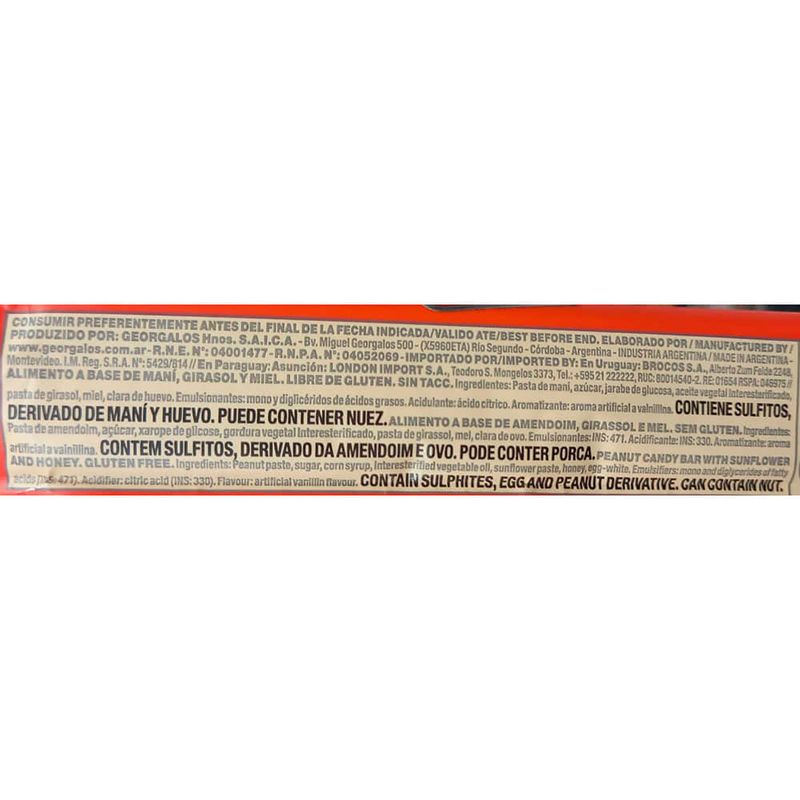 CONSUMIR PREFERENTEMENTE ANTES DEL FINAL DE LA FECHA INDICADA/VALIDO ATE/BEST BEFORE END. ELABORADO POR / MANUFACTURED BY /
PRODUZIDO POR: GEORGALOS Hnos. S.A.I.C.A. - Bv. Miguel Georgalos 500 - (X5960ETA) Río Segundo - Córdoba - Argentina - INDUSTRIA ARGENTINA / MADE IN ARGENTINA -
www.georgalos.com.ar - R.N.E. N°: 04001477 - R.N.P.A. N°: 04052069 - IMPORTADO POR/IMPORTED BY: En Uruguay: BROCOS S.A., Alberto Zum Felde 2248,
Montevideo. I.M. Reg. S.R.A. N°: 5429/814 // En Paraguay: Asunción: LONDON IMPORT S.A., Teodoro S. Mongelos 3373, Tel.: +595 21 222222, RUC: 80014540-2. RE: 01654 RSPA: 045975 //
ALIMENTO A BASE DE MANÍ, GIRASOL Y MIEL. LIBRE DE GLUTEN. SIN TACC. Ingredientes: Pasta de maní, azúcar, jarabe de glucosa, aceite vegetal interesterificado,
pasta de girasol, miel, clara de huevo. Emulsionantes: mono y diglicéridos de ácidos grasos. Acidulante: ácido cítrico. Aromatizante: aroma artificial a vainillina. CONTIENE SULFITOS,
DERIVADO DE MANÍ Y HUEVO. PUEDE CONTENER NUEZ. ALIMENTO A BASE DE AMENDOIM, GIRASSOL E MEL. SEM GLUTEN. Ingredientes:
Pasta de amendoim, açúcar, xarope de glicose, gordura vegetal Interesterificado, pasta de girassol, mel, clara do ovo. Emulsionantes: INS: 471. Acidificante: INS: 330. Aromatizante: aroma
artificial a vainillina. CONTEM SULFITOS, DERIVADO DA AMENDOIM E OVO. PODE CONTER PORCA. PEANUT CANDY BAR WITH SUNFLOWER
AND HONEY. GLUTEN FREE. Ingredients: Peanut paste, sugar, corn syrup, Interesterified vegetable oil, sunflower paste, honey, egg-white. Emulsifiers: mono and diglycerides of fatty
acids (INS: 471). Acidifier: citric acid (INS: 330). Flavour: artificial vanillin flavour. CONTAIN SULPHITES, EGG AND PEANUT DERIVATIVE. CAN CONTAIN NUT.